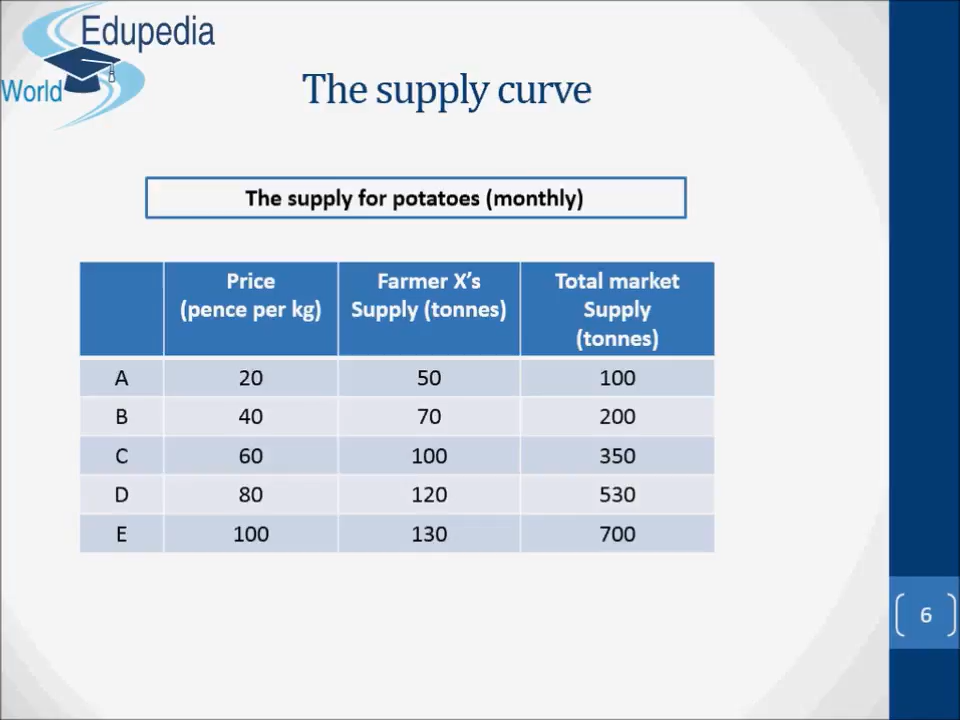 Edupedia
World
The supply curve
The supply for potatoes (monthly)
Price
(pence per kg)
Farmer X’s
Supply (tonnes)
Total market
Supply
(tonnes)
A 20 50 100
B 40 70 200
C 60 100 350
D 80 120 530
E 100 130 700
6